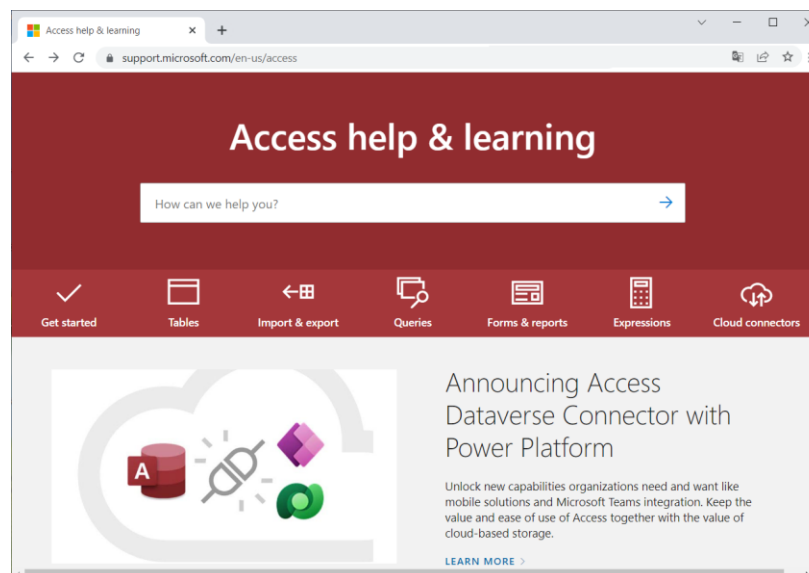 Access help & learning
support.microsoft.com/en-us/access
Access help & learning
How can we help you?
Get started
Tables
Import & export
Queries
Forms & reports
Expressions
Cloud connectors
A
Announcing Access
Dataverse Connector with
Power Platform
Unlock new capabilities organizations need and want like
mobile solutions and Microsoft Teams integration. Keep the
value and ease of use of Access together with the value of
cloud-based storage.
LEARN MORE >